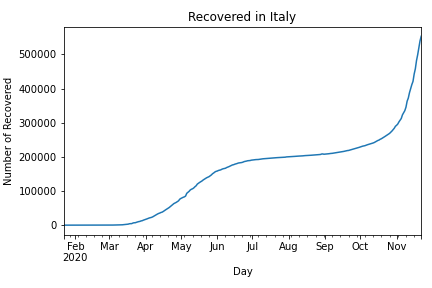 Recovered in Italy
Number of Recovered
500000
400000
300000
200000
100000
0
Feb Mar Apr May Jun Jul Aug Sep Oct Nov
2020
Day